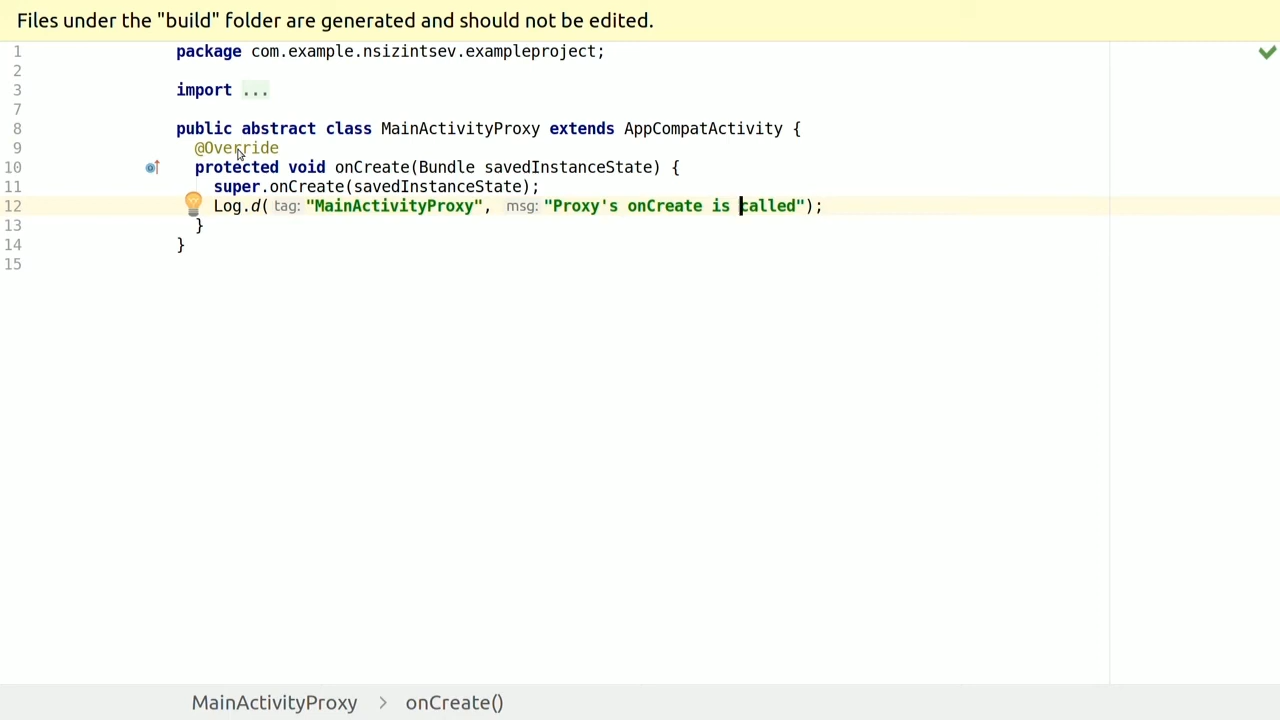 Files under the "build" folder are generated and should not be edited.
1 package com.example.nsizintsev.exampleproject;
2
3 import ...
7
8 public abstract class MainActivityProxy extends AppCompatActivity {
9 @Override
10 protected void onCreate(Bundle savedInstanceState) {
11 super.onCreate(savedInstanceState);
12 Log.d( tag: "MainActivityProxy", msg: "Proxy's onCreate is called");
13 }
14 }
15
MainActivityProxy > onCreate()